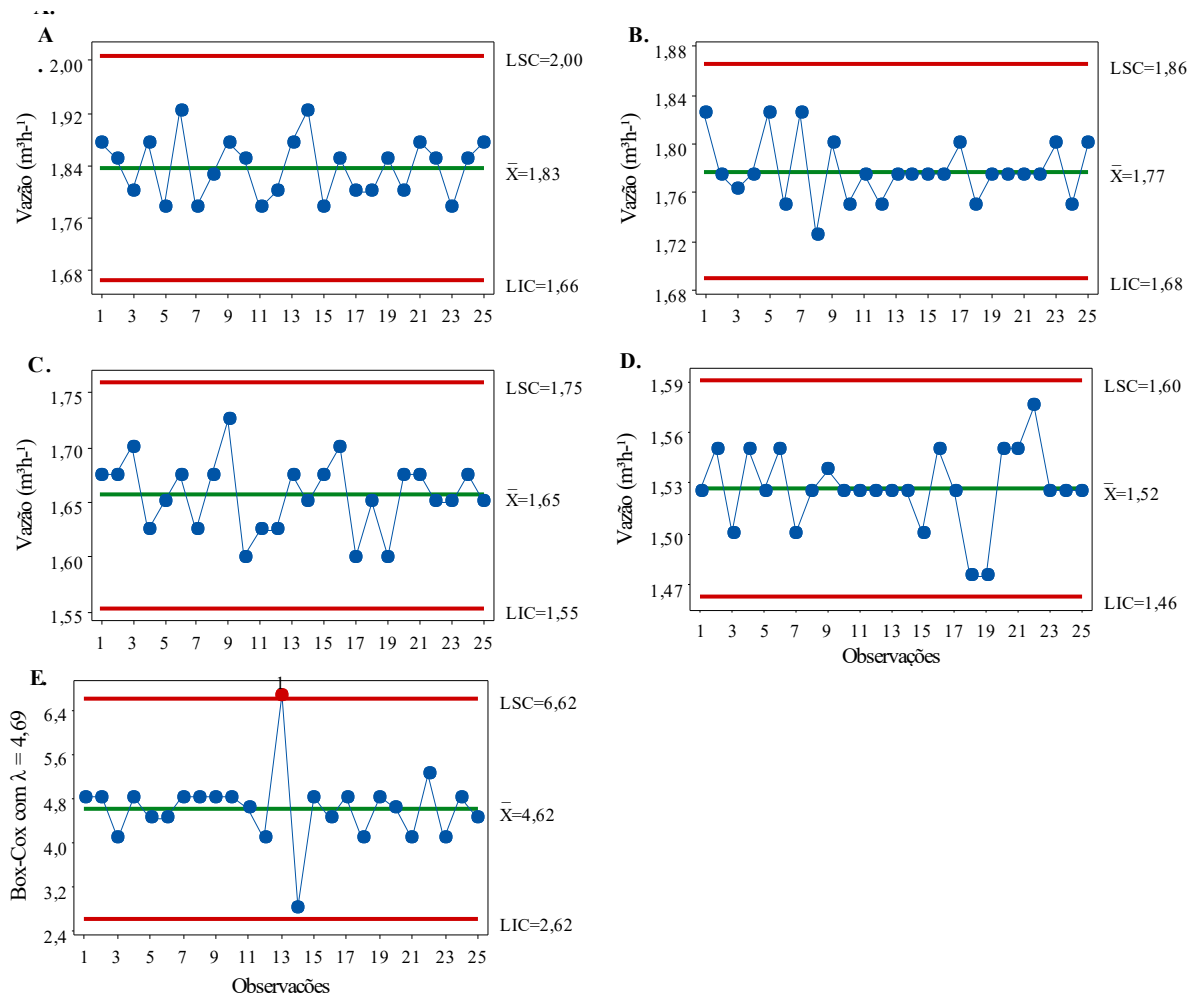 A.
A
.
2,00
1,92
1,84
1,76
1,68
Vazão (m³h-¹)
LSC=2,00
X̄=1,83
LIC=1,66
1 3 5 7 9 11 13 15 17 19 21 23 25
B.
1,88
1,84
1,80
1,76
1,72
1,68
Vazão (m³h-¹)
LSC=1,86
X̄=1,77
LIC=1,68
1 3 5 7 9 11 13 15 17 19 21 23 25
C.
1,75
1,70
1,65
1,60
1,55
Vazão (m³h-¹)
LSC=1,75
X̄=1,65
LIC=1,55
1 3 5 7 9 11 13 15 17 19 21 23 25
D.
1,59
1,56
1,53
1,50
1,47
Vazão (m³h-¹)
LSC=1,60
X̄=1,52
LIC=1,46
1 3 5 7 9 11 13 15 17 19 21 23 25
Observações
E.
6,4
5,6
4,8
4,0
3,2
2,4
Box-Cox com λ = 4,69
1
LSC=6,62
X̄=4,62
LIC=2,62
1 3 5 7 9 11 13 15 17 19 21 23 25
Observações